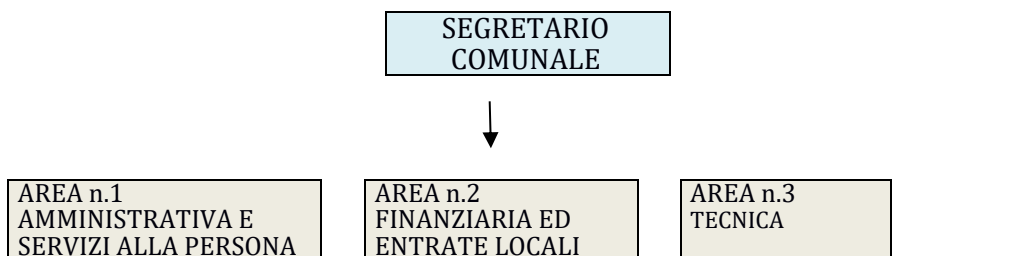 SEGRETARIO
COMUNALE
AREA n.1
AMMINISTRATIVA E
SERVIZI ALLA PERSONA
AREA n.2
FINANZIARIA ED
ENTRATE LOCALI
AREA n.3
TECNICA